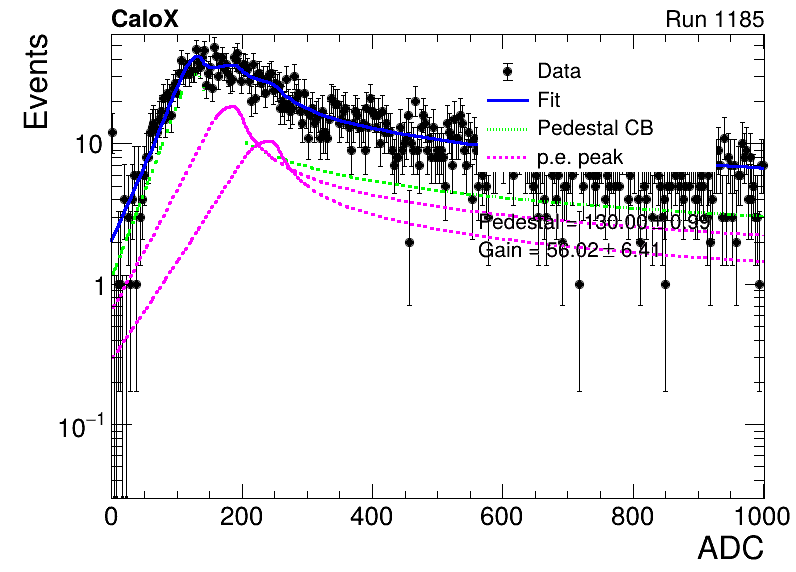 CaloX Run 1185
Events
Data
Fit
Pedestal CB
p.e. peak
Pedestal = 130.00 ± 0.99
Gain = 56.02 ± 6.41
10
1
10⁻¹
0 200 400 600 800 1000
ADC